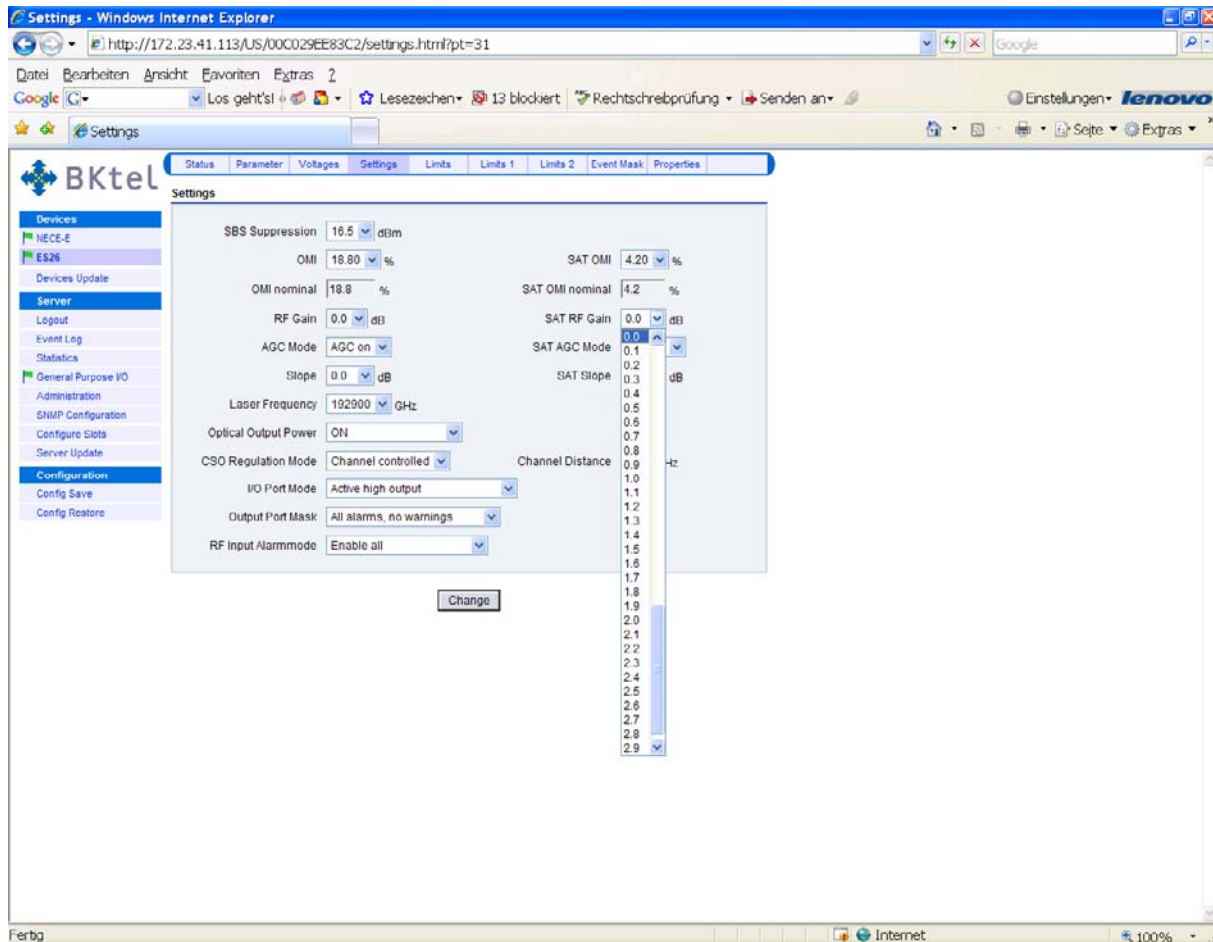 Settings - Windows Internet Explorer
http://172.23.41.113/US/00C029EE83C2/settings.html?pt=31
Google
Datei Bearbeiten Ansicht Favoriten Extras ?
Google G Los geht's! Lesezeichen 13 blockiert Rechtschreibprüfung Senden an Einstellungen lenovo
Settings Seite Extras
BKtel
Status Parameter Voltages Settings Limits Limits 1 Limits 2 Event Mask Properties
Settings
Devices
NECE-E
ES26
Devices Update
Server
Logout
Event Log
Statistics
General Purpose I/O
Administration
SNMP Configuration
Configure Slots
Server Update
Configuration
Config Save
Config Restore
SBS Suppression 16.5 dBm
OMI 18.80 % SAT OMI 4.20 %
OMI nominal 18.8 % SAT OMI nominal 4.2 %
RF Gain 0.0 dB SAT RF Gain 0.0 dB
AGC Mode AGC on SAT AGC Mode
Slope 0.0 dB SAT Slope dB
Laser Frequency 192900 GHz
Optical Output Power ON
CSO Regulation Mode Channel controlled Channel Distance Hz
I/O Port Mode Active high output
Output Port Mask All alarms, no warnings
RF Input Alarmmode Enable all
0.0
0.1
0.2
0.3
0.4
0.5
0.6
0.7
0.8
0.9
1.0
1.1
1.2
1.3
1.4
1.5
1.6
1.7
1.8
1.9
2.0
2.1
2.2
2.3
2.4
2.5
2.6
2.7
2.8
2.9
Change
Fertig Internet 100%